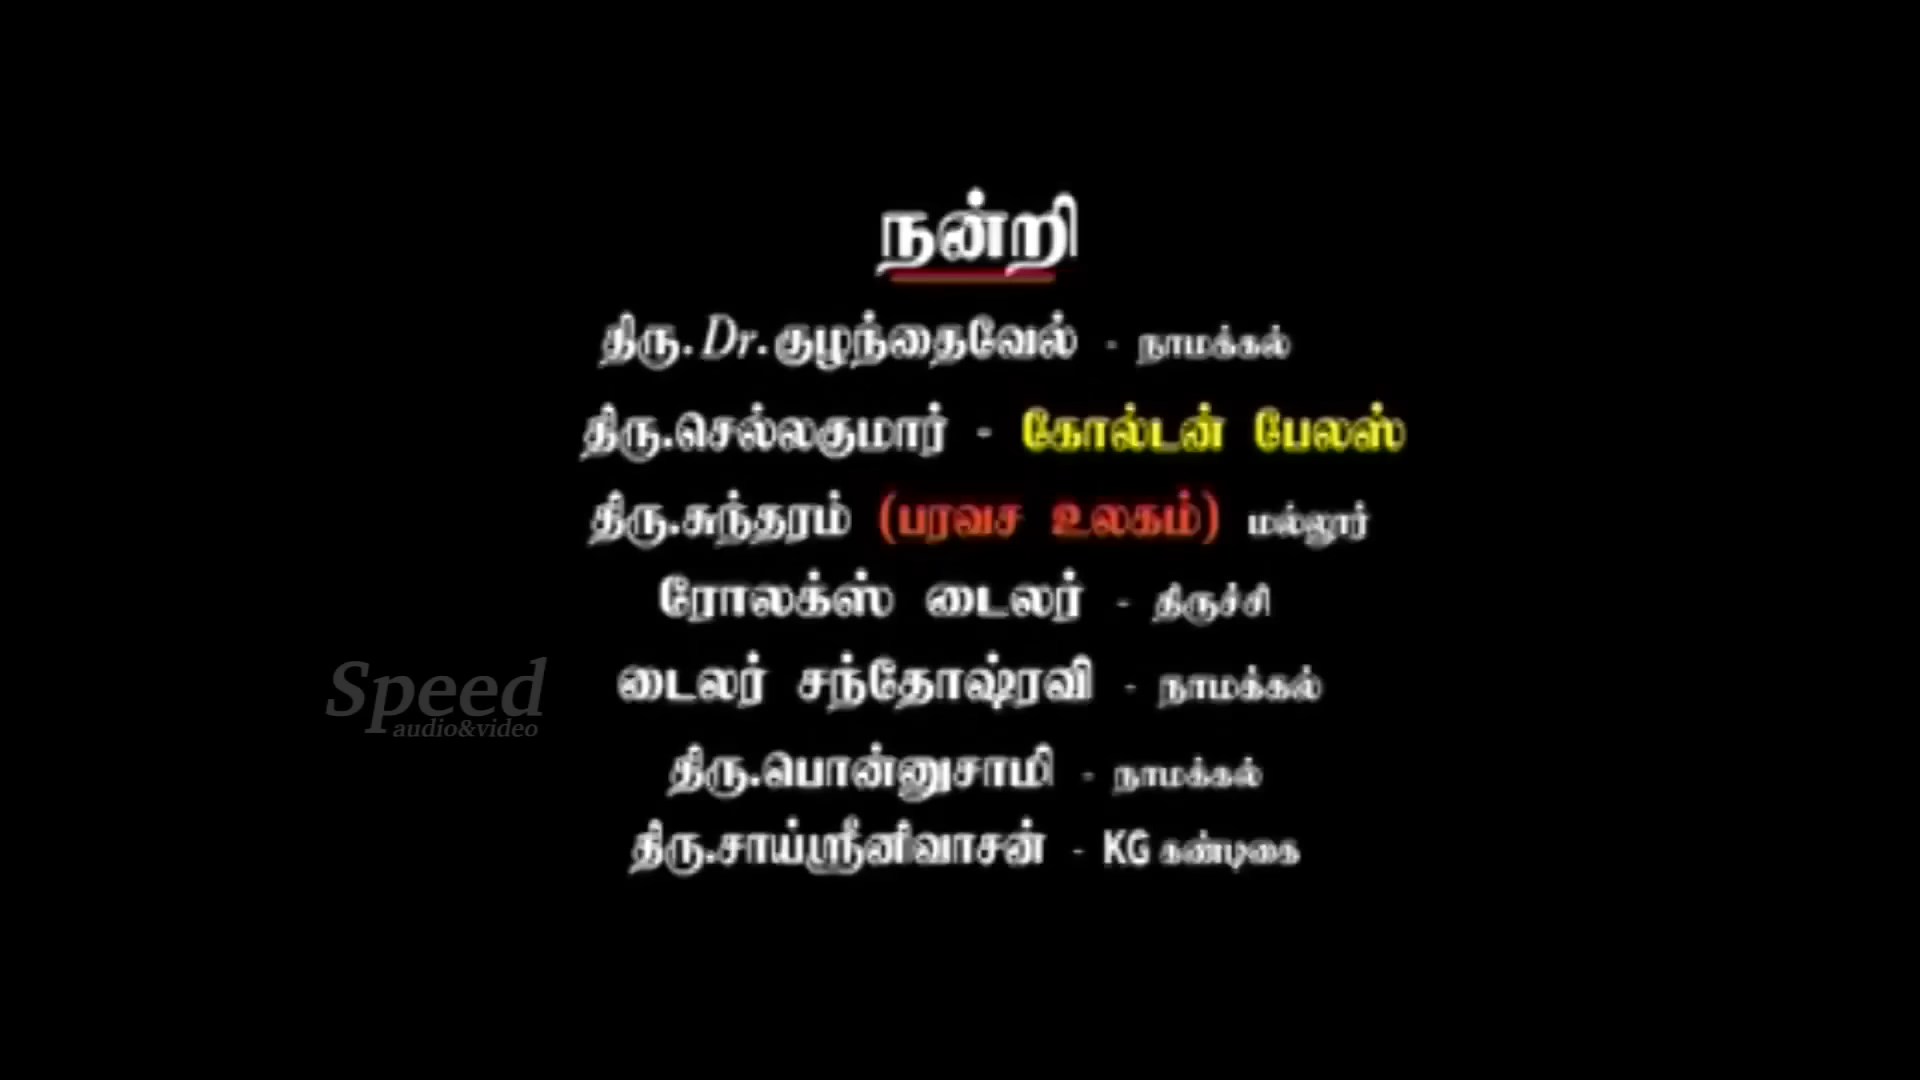 நன்றி
திரு.Dr.குழந்தைவேல் - நாமக்கல்
திரு.செல்லகுமார் - கோல்டன் பேலஸ்
திரு.சுந்தரம் (பரவச உலகம்) மல்லூர்
ரோலக்ஸ் டைலர் - திருச்சி
டைலர் சந்தோஷ்ரவி - நாமக்கல்
திரு.பொன்னுசாமி - நாமக்கல்
திரு.சாய்ஸ்ரீனிவாசன் - KG கண்டிகை
Speed
audio&video